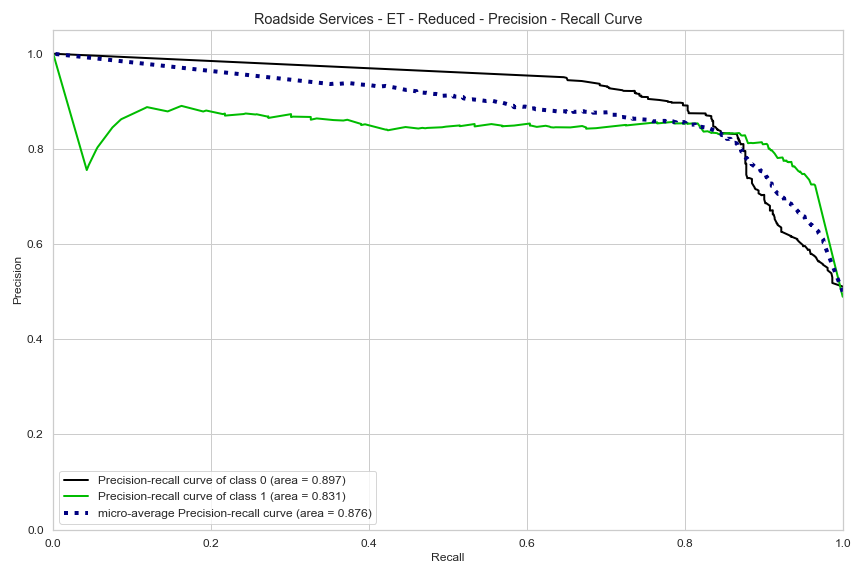 Roadside Services - ET - Reduced - Precision - Recall Curve
Precision
1.0
0.8
0.6
0.4
0.2
0.0
Precision-recall curve of class 0 (area = 0.897)
Precision-recall curve of class 1 (area = 0.831)
micro-average Precision-recall curve (area = 0.876)
0.0 0.2 0.4 0.6 0.8 1.0
Recall